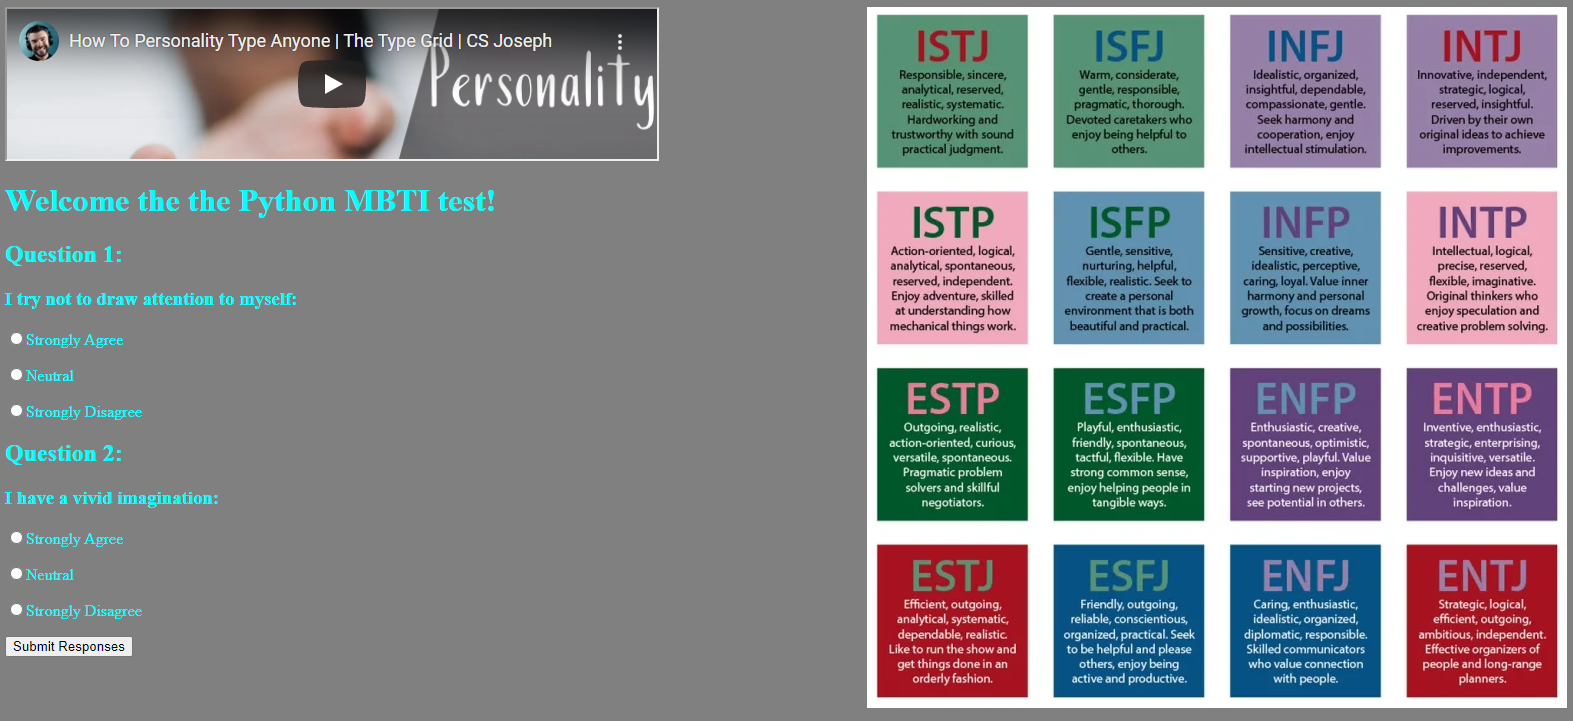 How To Personality Type Anyone | The Type Grid | CS Joseph
Personality
Welcome the the Python MBTI test!
Question 1:
I try not to draw attention to myself:
Strongly Agree
Neutral
Strongly Disagree
Question 2:
I have a vivid imagination:
Strongly Agree
Neutral
Strongly Disagree
Submit Responses
ISTJ
Responsible, sincere,
analytical, reserved,
realistic, systematic.
Hardworking and
trustworthy with sound
practical judgment.
ISFJ
Warm, considerate,
gentle, responsible,
pragmatic, thorough.
Devoted caretakers who
enjoy being helpful to
others.
INFJ
Idealistic, organized,
insightful, dependable,
compassionate, gentle.
Seek harmony and
cooperation, enjoy
intellectual stimulation.
INTJ
Innovative, independent,
strategic, logical,
reserved, insightful.
Driven by their own
original ideas to achieve
improvements.
ISTP
Action-oriented, logical,
analytical, spontaneous,
reserved, independent.
Enjoy adventure, skilled
at understanding how
mechanical things work.
ISFP
Gentle, sensitive,
nurturing, helpful,
flexible, realistic. Seek to
create a personal
environment that is both
beautiful and practical.
INFP
Sensitive, creative,
idealistic, perceptive,
caring, loyal. Value inner
harmony and personal
growth, focus on dreams
and possibilities.
INTP
Intellectual, logical,
precise, reserved,
flexible, imaginative.
Original thinkers who
enjoy speculation and
creative problem solving.
ESTP
Outgoing, realistic,
action-oriented, curious,
versatile, spontaneous.
Pragmatic problem
solvers and skillful
negotiators.
ESFP
Playful, enthusiastic,
friendly, spontaneous,
tactful, flexible. Have
strong common sense,
enjoy helping people in
tangible ways.
ENFP
Enthusiastic, creative,
spontaneous, optimistic,
supportive, playful. Value
inspiration, enjoy
starting new projects,
see potential in others.
ENTP
Inventive, enthusiastic,
strategic, enterprising,
inquisitive, versatile.
Enjoy new ideas and
challenges, value
inspiration.
ESTJ
Efficient, outgoing,
analytical, systematic,
dependable, realistic.
Like to run the show and
get things done in an
orderly fashion.
ESFJ
Friendly, outgoing,
reliable, conscientious,
organized, practical. Seek
to be helpful and please
others, enjoy being
active and productive.
ENFJ
Caring, enthusiastic,
idealistic, organized,
diplomatic, responsible.
Skilled communicators
who value connection
with people.
ENTJ
Strategic, logical,
efficient, outgoing,
ambitious, independent.
Effective organizers of
people and long-range
planners.